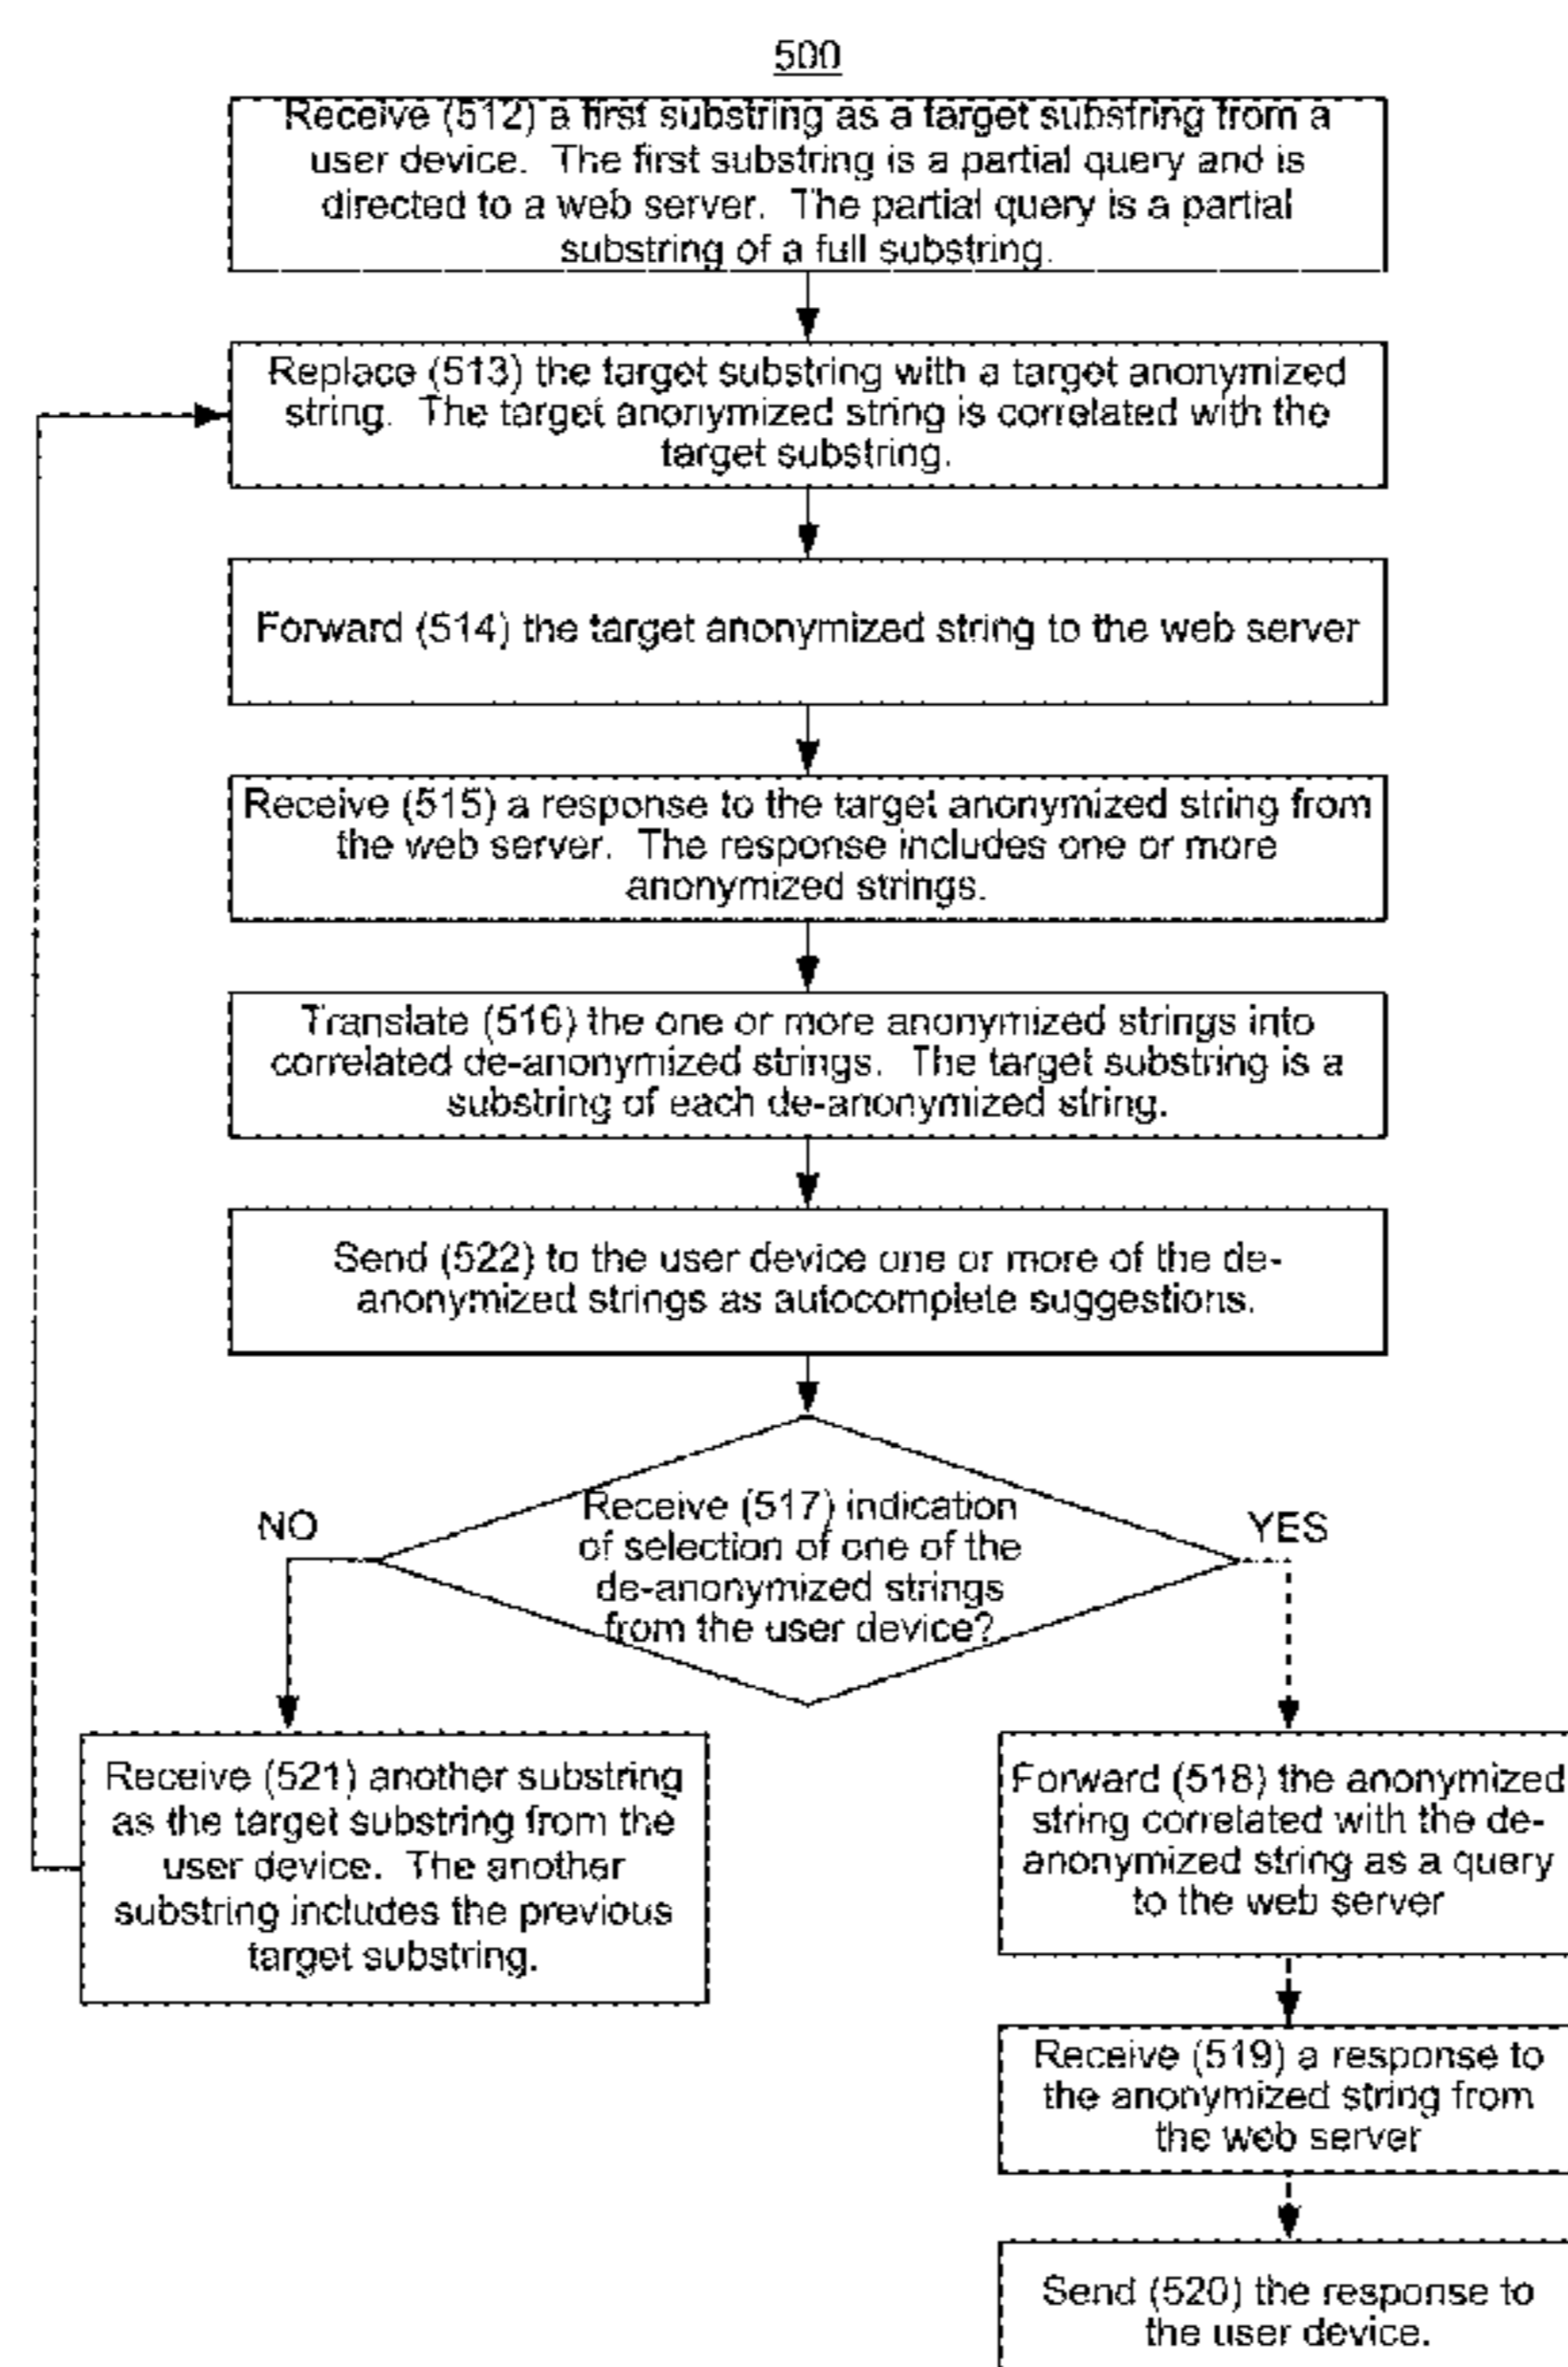 500
Receive (512) a first substring as a target substring from a
user device. The first substring is a partial query and is
directed to a web server. The partial query is a partial
substring of a full substring.
Replace (513) the target substring with a target anonymized
string. The target anonymized string is correlated with the
target substring.
Forward (514) the target anonymized string to the web server
Receive (515) a response to the target anonymized string from
the web server. The response includes one or more
anonymized strings.
Translate (516) the one or more anonymized strings into
correlated de-anonymized strings. The target substring is a
substring of each de-anonymized string.
Send (522) to the user device one or more of the de-
anonymized strings as autocomplete suggestions.
Receive (517) indication
of selection of one of the
de-anonymized strings
from the user device?
NO
YES
Receive (521) another substring
as the target substring from the
user device. The another
substring includes the previous
target substring.
Forward (518) the anonymized
string correlated with the de-
anonymized string as a query
to the web server
Receive (519) a response to
the anonymized string from
the web server
Send (520) the response to
the user device.